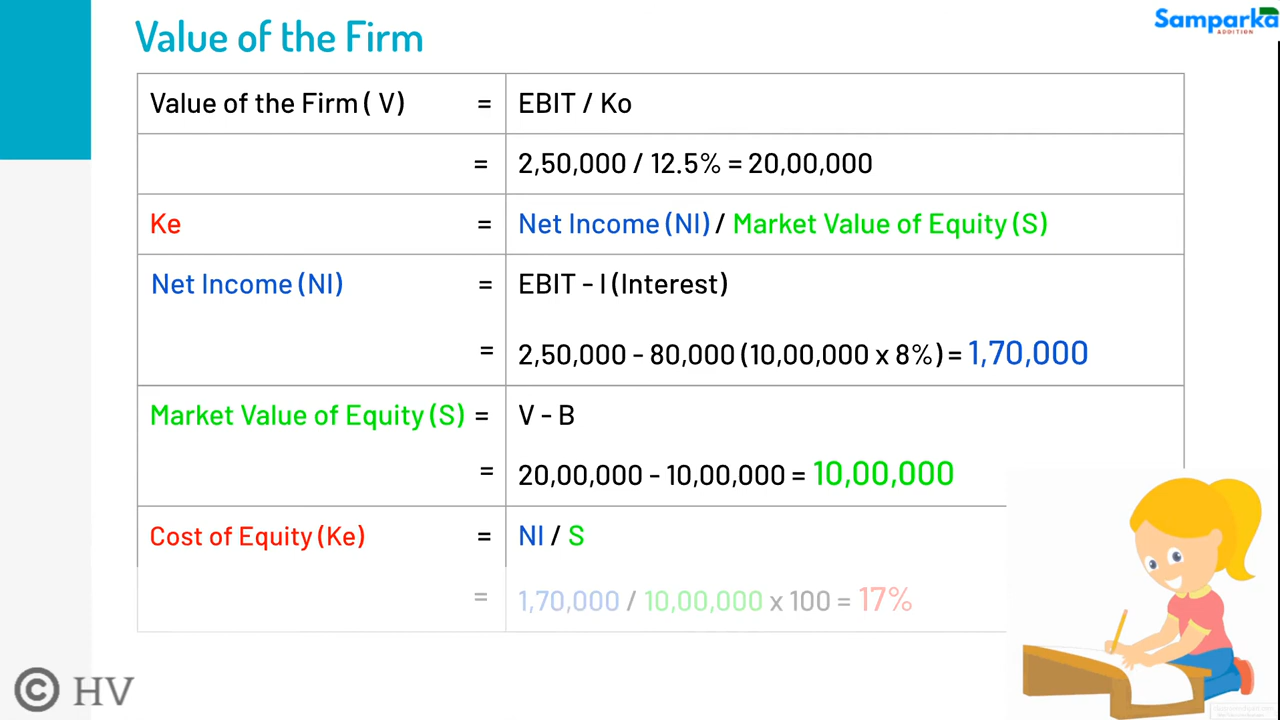 Value of the Firm
Samparka
ADDITION
Value of the Firm ( V) = EBIT / Ko
= 2,50,000 / 12.5% = 20,00,000
Ke = Net Income (NI) / Market Value of Equity (S)
Net Income (NI) = EBIT - I (Interest)
= 2,50,000 - 80,000 (10,00,000 x 8%) = 1,70,000
Market Value of Equity (S) = V - B
= 20,00,000 - 10,00,000 = 10,00,000
Cost of Equity (Ke) = NI / S
= 1,70,000 / 10,00,000 x 100 = 17%
© HV